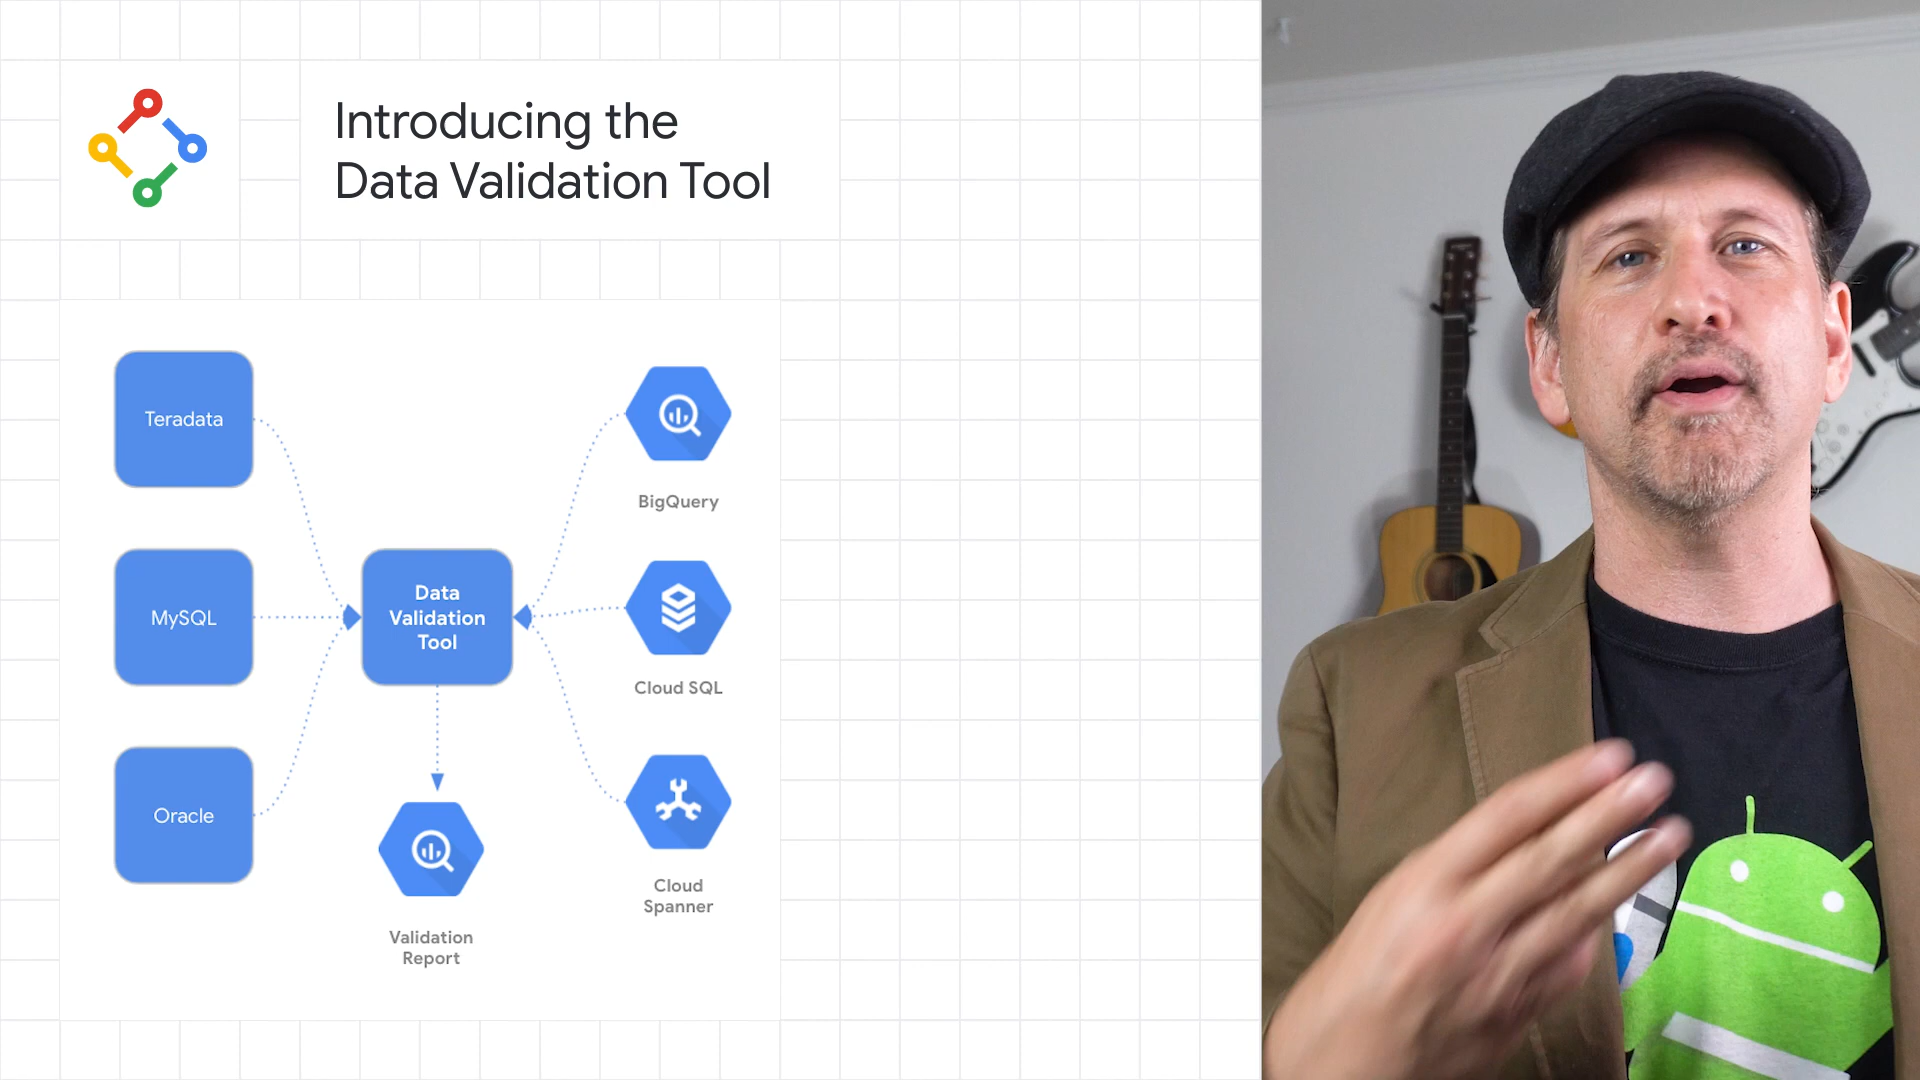 Introducing the
Data Validation Tool
Teradata
MySQL
Oracle
Data
Validation
Tool
BigQuery
Cloud SQL
Cloud
Spanner
Validation
Report